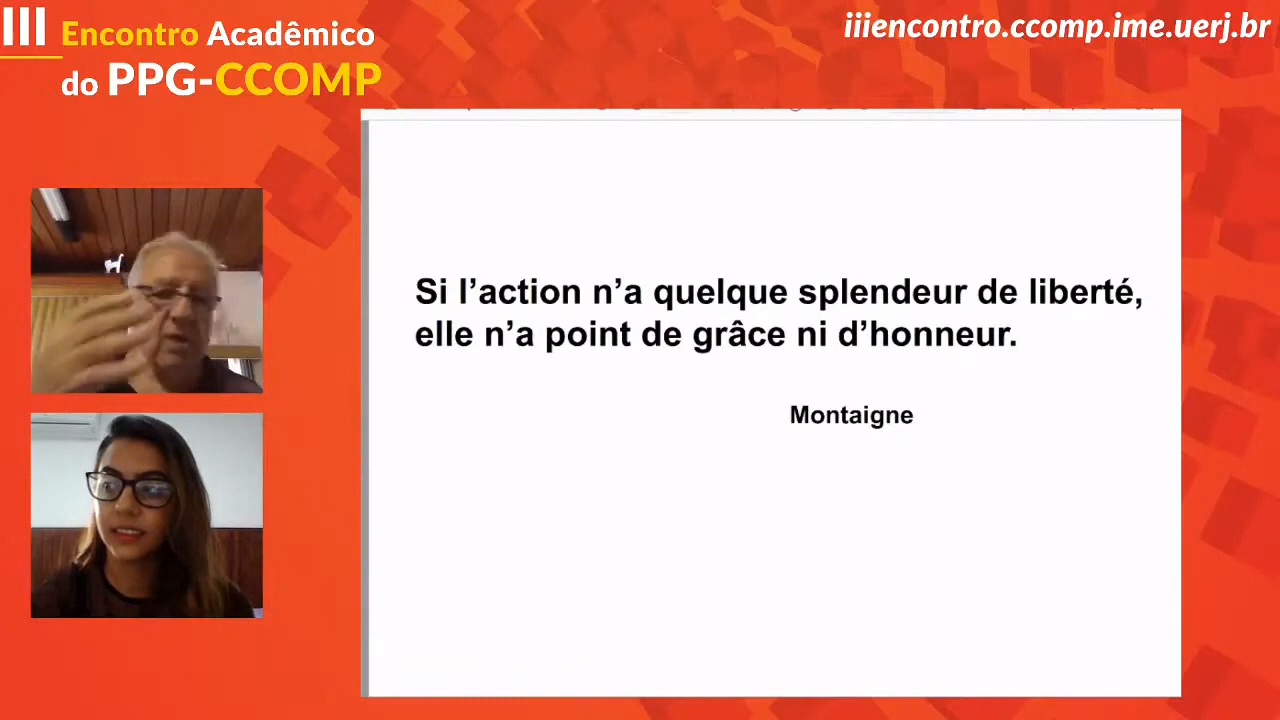 III Encontro Acadêmico
do PPG-CCOMP
iiiencontro.ccomp.ime.uerj.br
Si l’action n’a quelque splendeur de liberté,
elle n’a point de grâce ni d’honneur.
Montaigne